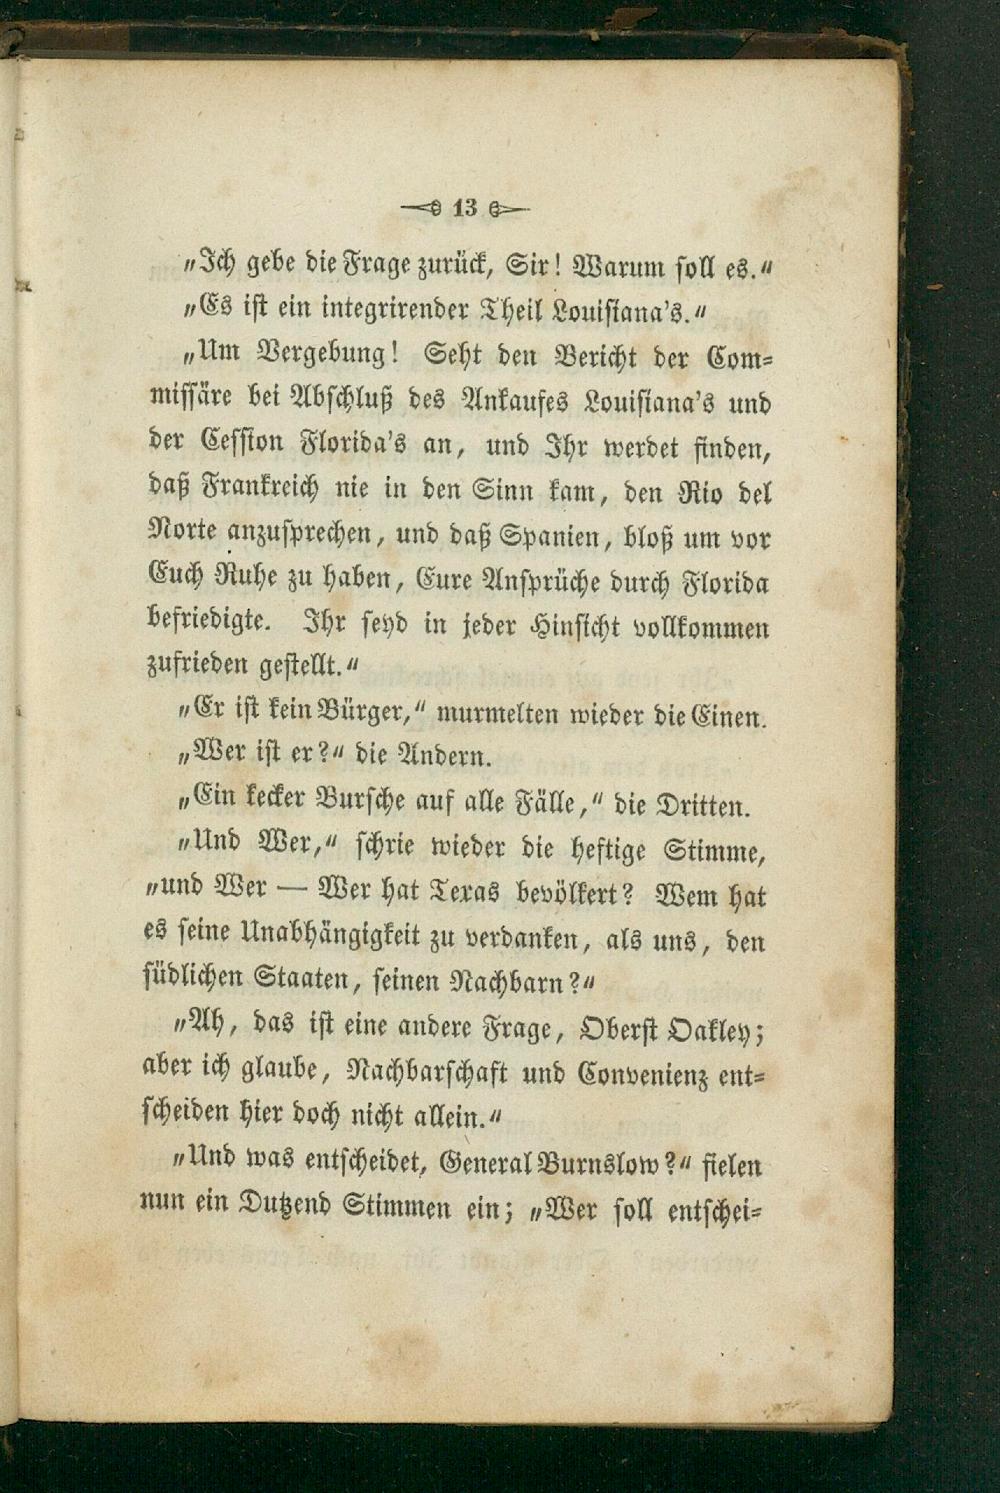 13
„Ich gebe die Frage zurück, Sir! Warum soll es.“
„Es ist ein integrirender Theil Louisiana's.“
„Um Vergebung! Seht den Bericht der Com-
missäre bei Abschluß des Ankaufes Louisiana's und
der Cession Florida's an, und Ihr werdet finden,
daß Frankreich nie in den Sinn kam, den Rio del
Norte anzusprechen, und daß Spanien, bloß um vor
Euch Ruhe zu haben, Eure Ansprüche durch Florida
befriedigte. Ihr seyd in jeder Hinsicht vollkommen
zufrieden gestellt.“
„Er ist kein Bürger,“ murmelten wieder die Einen.
„Wer ist er?“ die Andern.
„Ein kecker Bursche auf alle Fälle,“ die Dritten.
„Und Wer,“ schrie wieder die heftige Stimme,
„und Wer — Wer hat Texas bevölkert? Wem hat
es seine Unabhängigkeit zu verdanken, als uns, den
südlichen Staaten, seinen Nachbarn?“
„Ah, das ist eine andere Frage, Oberst Oakley;
aber ich glaube, Nachbarschaft und Convenienz ent-
scheiden hier doch nicht allein.“
„Und was entscheidet, General Burnslow?“ fielen
nun ein Dutzend Stimmen ein; „Wer soll entschei-